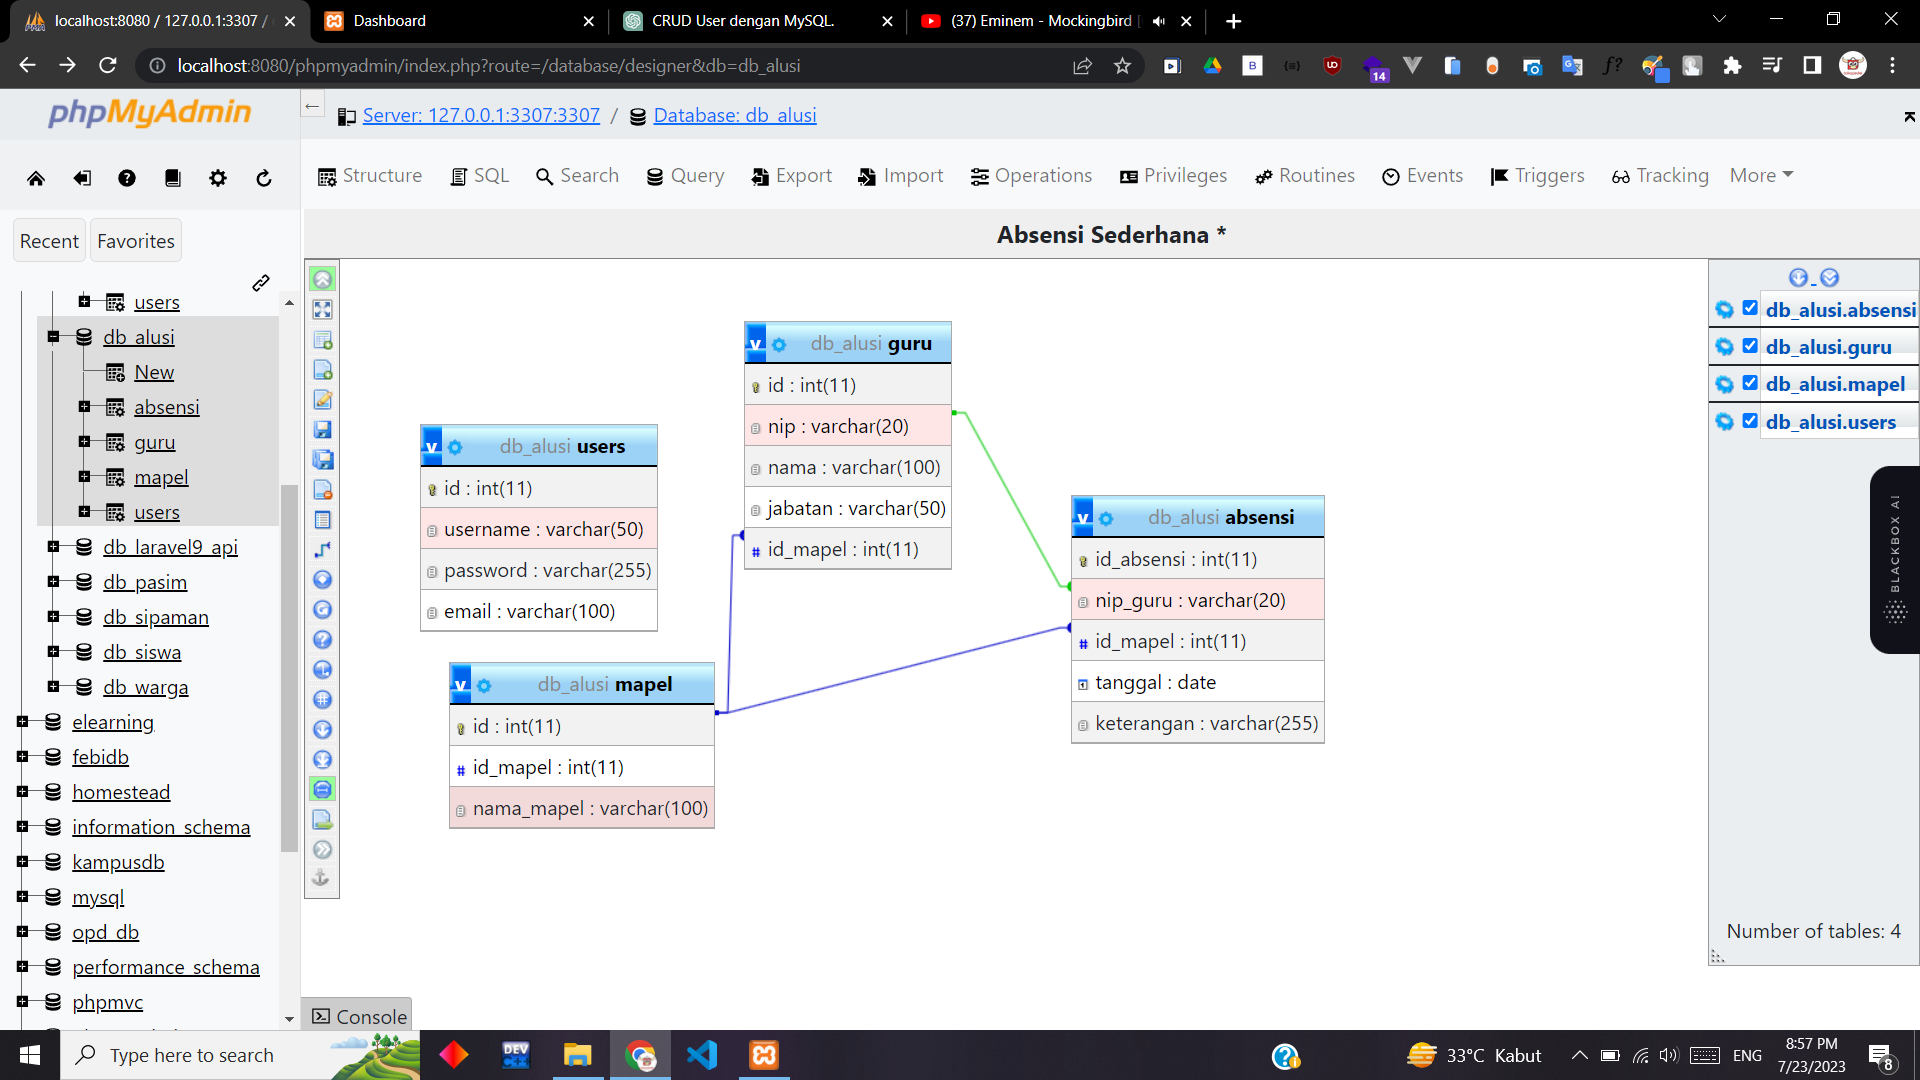 localhost:8080 / 127.0.0.1:3307 /
Dashboard
CRUD User dengan MySQL.
(37) Eminem - Mockingbird
localhost:8080/phpmyadmin/index.php?route=/database/designer&db=db_alusi
14
phpMyAdmin
Server: 127.0.0.1:3307:3307 / Database: db_alusi
Structure SQL Search Query Export Import Operations Privileges Routines Events Triggers Tracking More
Recent Favorites
Absensi Sederhana *
users
db_alusi
New
absensi
guru
mapel
users
db_laravel9_api
db_pasim
db_sipaman
db_siswa
db_warga
elearning
febidb
homestead
information_schema
kampusdb
mysql
opd_db
performance_schema
phpmvc
v db_alusi users
id : int(11)
username : varchar(50)
password : varchar(255)
email : varchar(100)
v db_alusi mapel
id : int(11)
# id_mapel : int(11)
nama_mapel : varchar(100)
v db_alusi guru
id : int(11)
nip : varchar(20)
nama : varchar(100)
jabatan : varchar(50)
# id_mapel : int(11)
v db_alusi absensi
id_absensi : int(11)
nip_guru : varchar(20)
# id_mapel : int(11)
tanggal : date
keterangan : varchar(255)
db_alusi.absensi
db_alusi.guru
db_alusi.mapel
db_alusi.users
BLACKBOX AI
Number of tables: 4
Console
Type here to search
DEV
C++
33°C Kabut
ENG
8:57 PM
7/23/2023
8